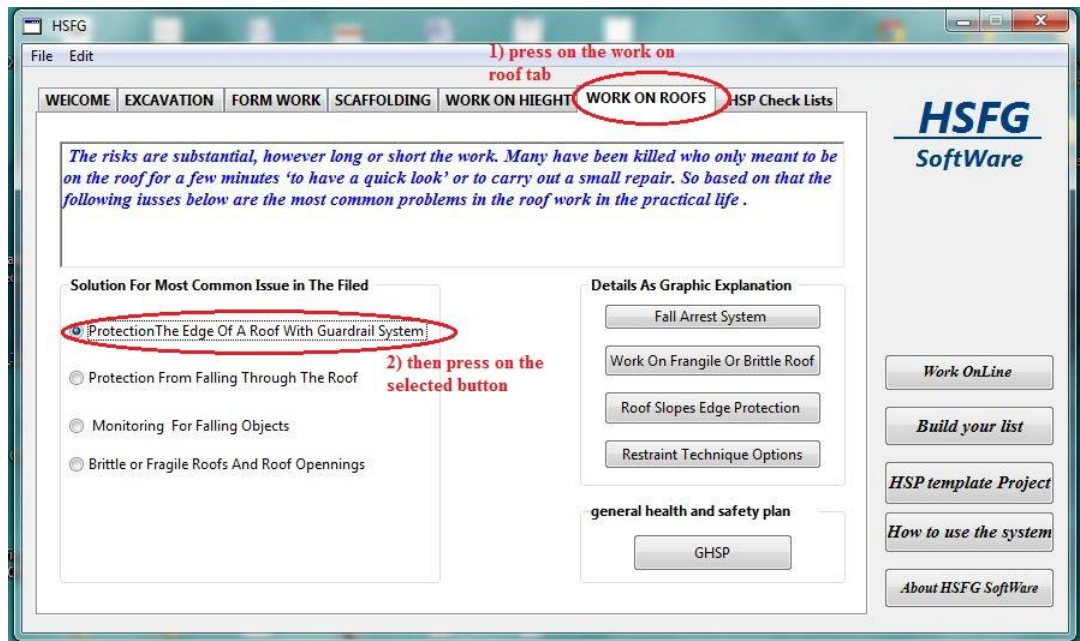 HSFG
File Edit
1) press on the work on
roof tab
WElCOME EXCAVATION FORM WORK SCAFFOLDING WORK ON HIEGHT WORK ON ROOFS HSP Check Lists
The risks are substantial, however long or short the work. Many have been killed who only meant to be
on the roof for a few minutes ‘to have a quick look’ or to carry out a small repair. So based on that the
following iusses below are the most common problems in the roof work in the practical life .
Solution For Most Common Issue in The Filed
ProtectionThe Edge Of A Roof With Guardrail System
2) then press on the
selected button
Protection From Falling Through The Roof
Monitoring For Falling Objects
Brittle or Fragile Roofs And Roof Opennings
Details As Graphic Explanation
Fall Arrest System
Work On Frangile Or Brittle Roof
Roof Slopes Edge Protection
Restraint Technique Options
general health and safety plan
GHSP
HSFG
SoftWare
Work OnLine
Build your list
HSP template Project
How to use the system
About HSFG SoftWare